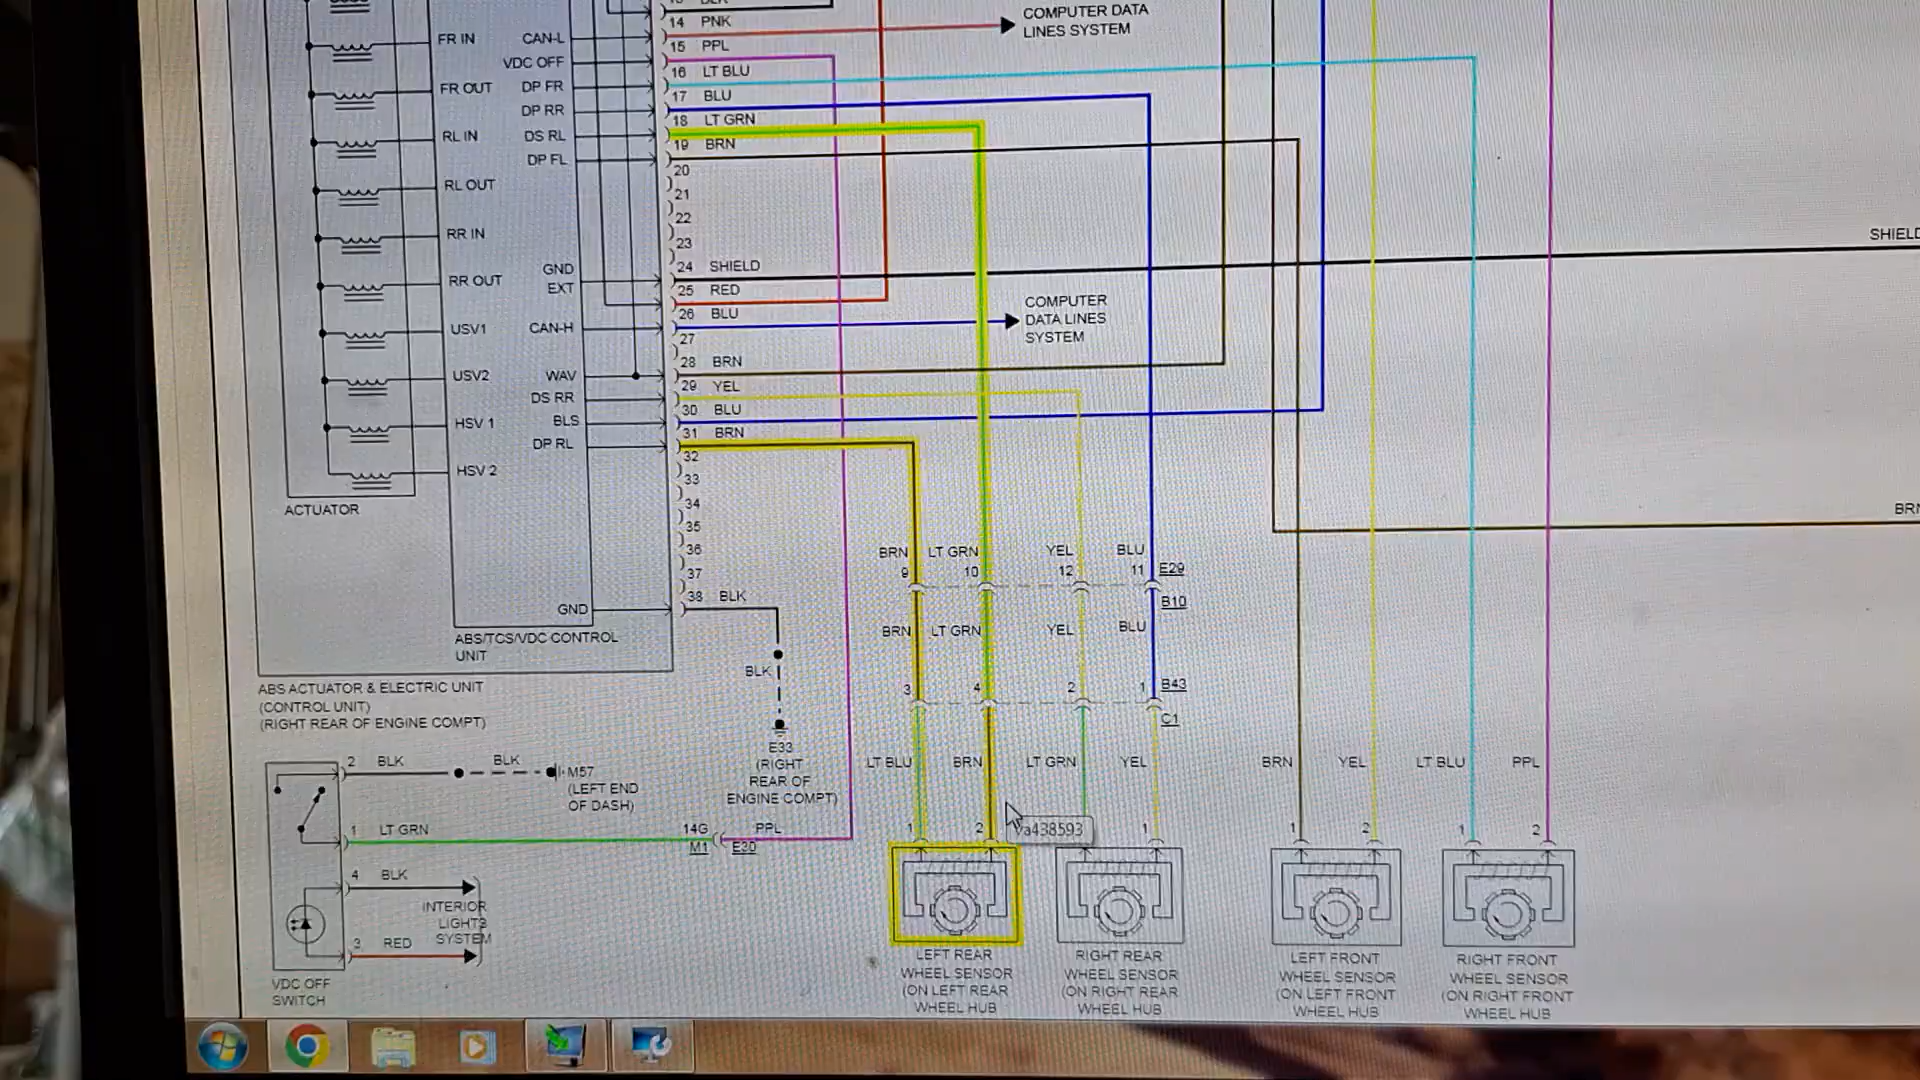 COMPUTER DATA
LINES SYSTEM
14 PNK
15 PPL
16 LT BLU
17 BLU
18 LT GRN
19 BRN
20
21
22
23
24 SHIELD
25 RED
26 BLU
27
28 BRN
29 YEL
30 BLU
31 BRN
32
33
34
35
36
37
38 BLK
FR IN
FR OUT
RL IN
RL OUT
RR IN
RR OUT
USV1
USV2
HSV 1
HSV 2
CAN-L
VDC OFF
DP FR
DP RR
DS RL
DP FL
GND
EXT
CAN-H
WAV
DS RR
BLS
DP RL
GND
SHIELD
COMPUTER
DATA LINES
SYSTEM
BRN
ACTUATOR
ABS/TCS/VDC CONTROL
UNIT
ABS ACTUATOR & ELECTRIC UNIT
(CONTROL UNIT)
(RIGHT REAR OF ENGINE COMPT)
BRN LT GRN YEL BLU
9 10 12 11 E29
B10
BRN LT GRN YEL BLU
3 4 2 1 B43
C1
BLK
E33
(RIGHT
REAR OF
ENGINE COMPT)
2 BLK BLK M57
(LEFT END
OF DASH)
1 LT GRN 14G PPL
M1 E30
4 BLK
INTERIOR
LIGHTS
SYSTEM
3 RED
VDC OFF
SWITCH
LT BLU BRN LT GRN YEL BRN YEL LT BLU PPL
1 2 1 1 2 1 2
va438593
LEFT REAR
WHEEL SENSOR
(ON LEFT REAR
WHEEL HUB
RIGHT REAR
WHEEL SENSOR
(ON RIGHT REAR
WHEEL HUB
LEFT FRONT
WHEEL SENSOR
(ON LEFT FRONT
WHEEL HUB
RIGHT FRONT
WHEEL SENSOR
(ON RIGHT FRONT
WHEEL HUB